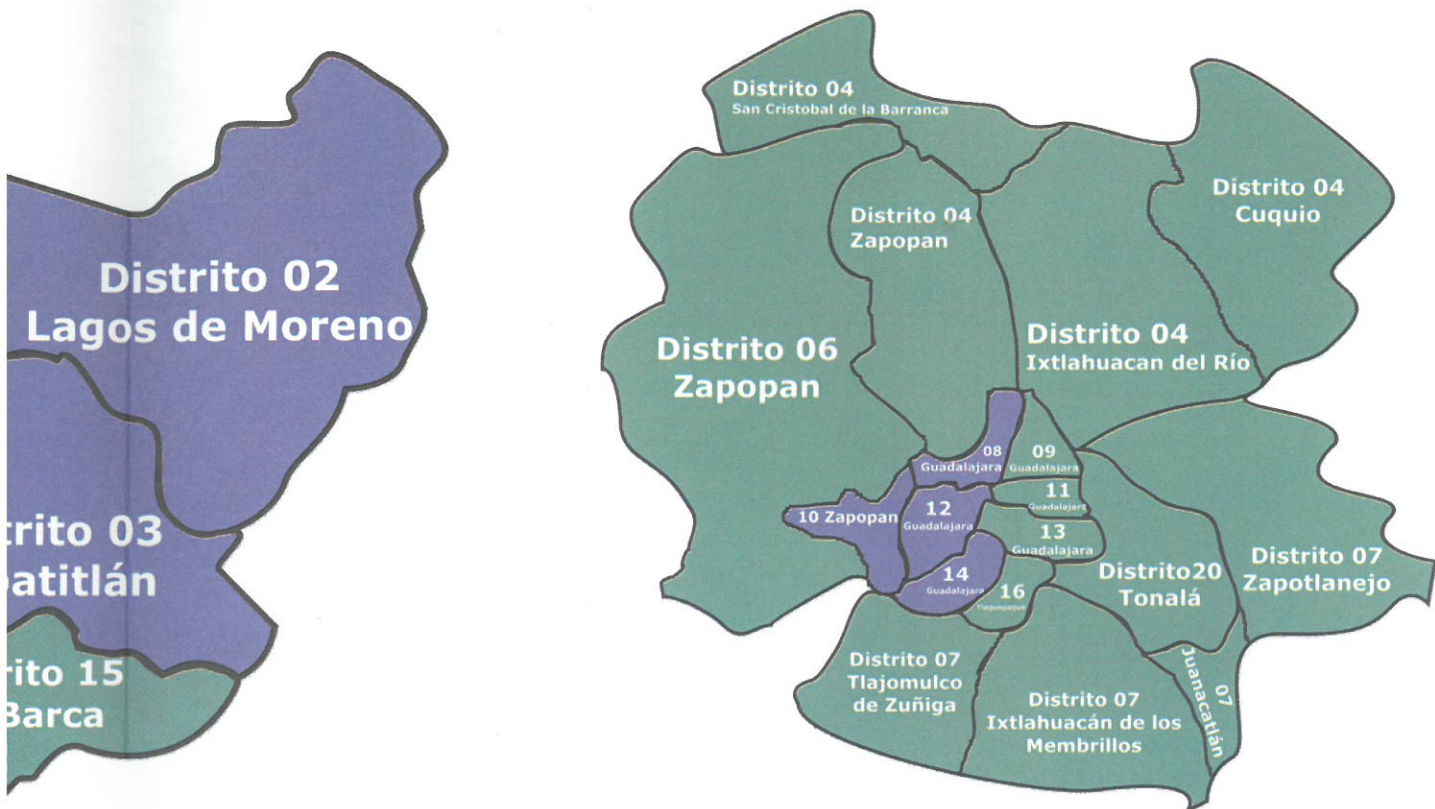 Distrito 02
Lagos de Moreno
trito 03
patitlán
rito 15
Barca
Distrito 04
San Cristobal de la Barranca
Distrito 04
Zapopan
Distrito 04
Cuquio
Distrito 06
Zapopan
Distrito 04
Ixtlahuacan del Río
08
Guadalajara
09
Guadalajara
10 Zapopan
12
Guadalajara
11
Guadalajara
13
Guadalajara
14
Guadalajara
16
Tlaquepaque
Distrito20
Tonalá
Distrito 07
Zapotlanejo
Distrito 07
Tlajomulco
de Zuñiga
Distrito 07
Ixtlahuacán de los
Membrillos
07
Juanacatlán